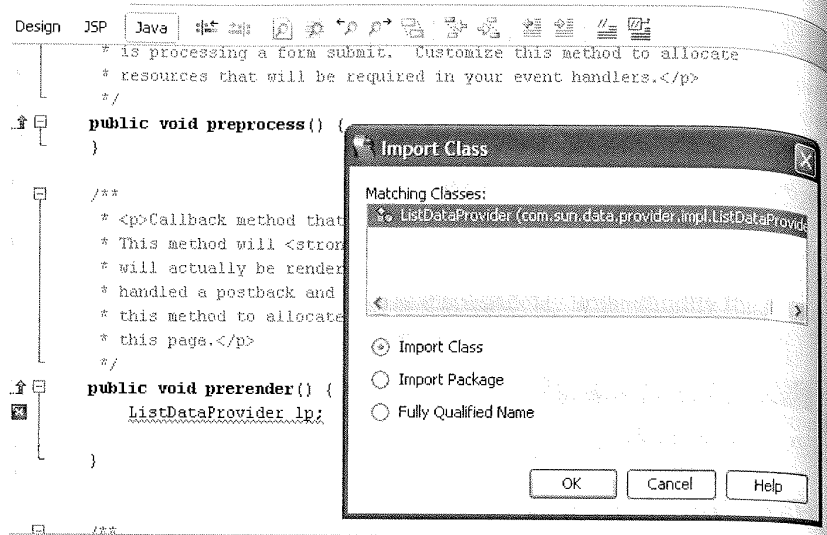 Design JSP Java
* is processing a form submit. Customize this method to allocate
* resources that will be required in your event handlers.</p>
*/
public void preprocess() {
}
/**
* <p>Callback method that
* This method will <stron
* will actually be render
* handled a postback and
* this method to allocate
* this page.</p>
*/
public void prerender() {
ListDataProvider lp;
}
/**
Import Class
Matching Classes:
ListDataProvider (com.sun.data.provider.impl.ListDataProvide
Import Class
Import Package
Fully Qualified Name
OK Cancel Help